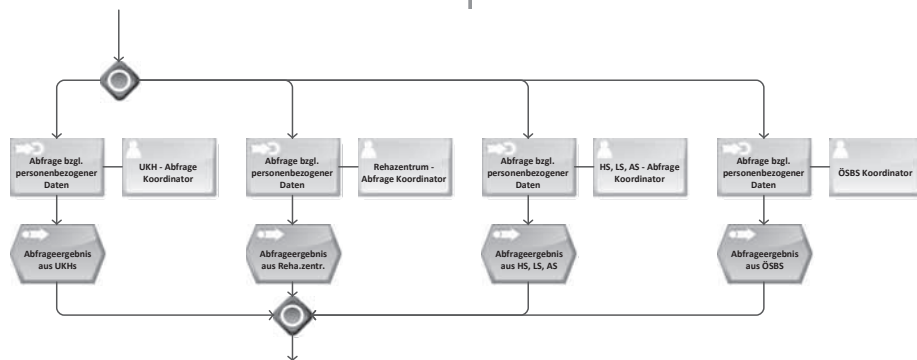 Abfrage bzgl.
personenbezogener
Daten
UKH - Abfrage
Koordinator
Abfrage bzgl.
personenbezogener
Daten
Rehazentrum -
Abfrage Koordinator
Abfrage bzgl.
personenbezogener
Daten
HS, LS, AS - Abfrage
Koordinator
Abfrage bzgl.
personenbezogener
Daten
ÖSBS Koordinator
Abfrageergebnis
aus UKHs
Abfrageergebnis
aus Reha.zentr.
Abfrageergebnis
aus HS, LS, AS
Abfrageergebnis
aus ÖSBS